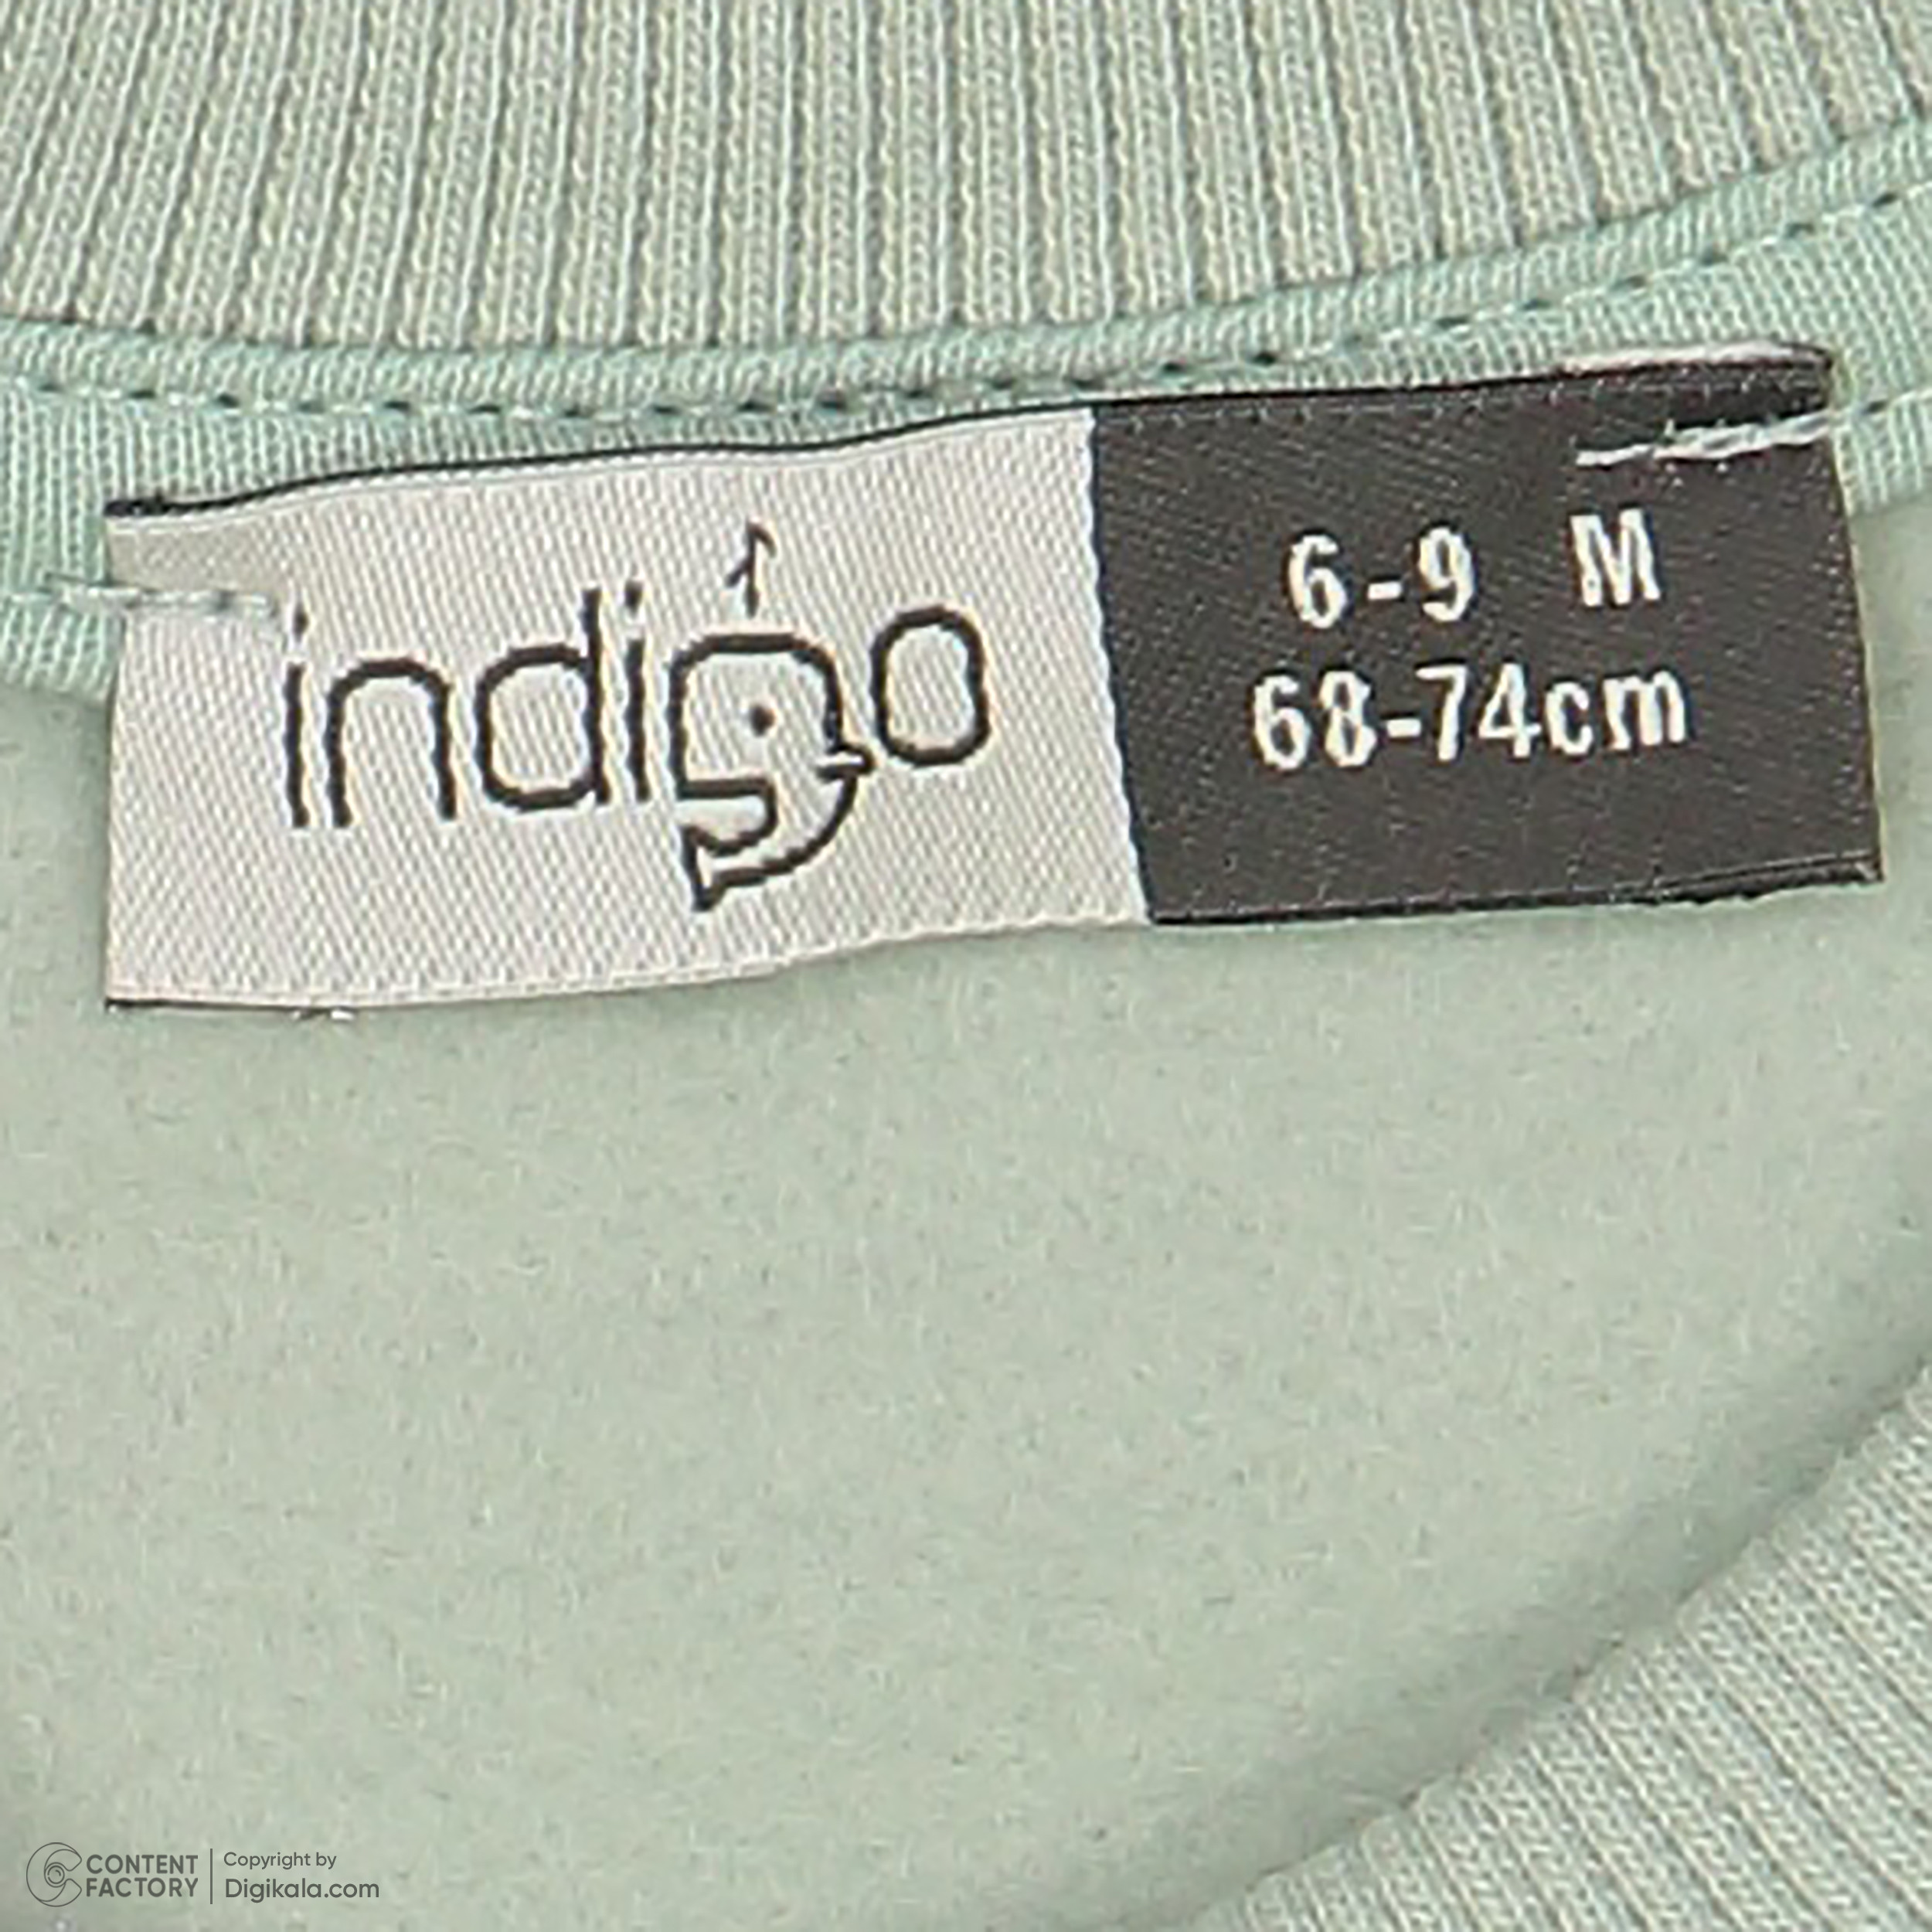 indigo
6-9 M
68-74cm
CONTENT FACTORY
Copyright by
Digikala.com